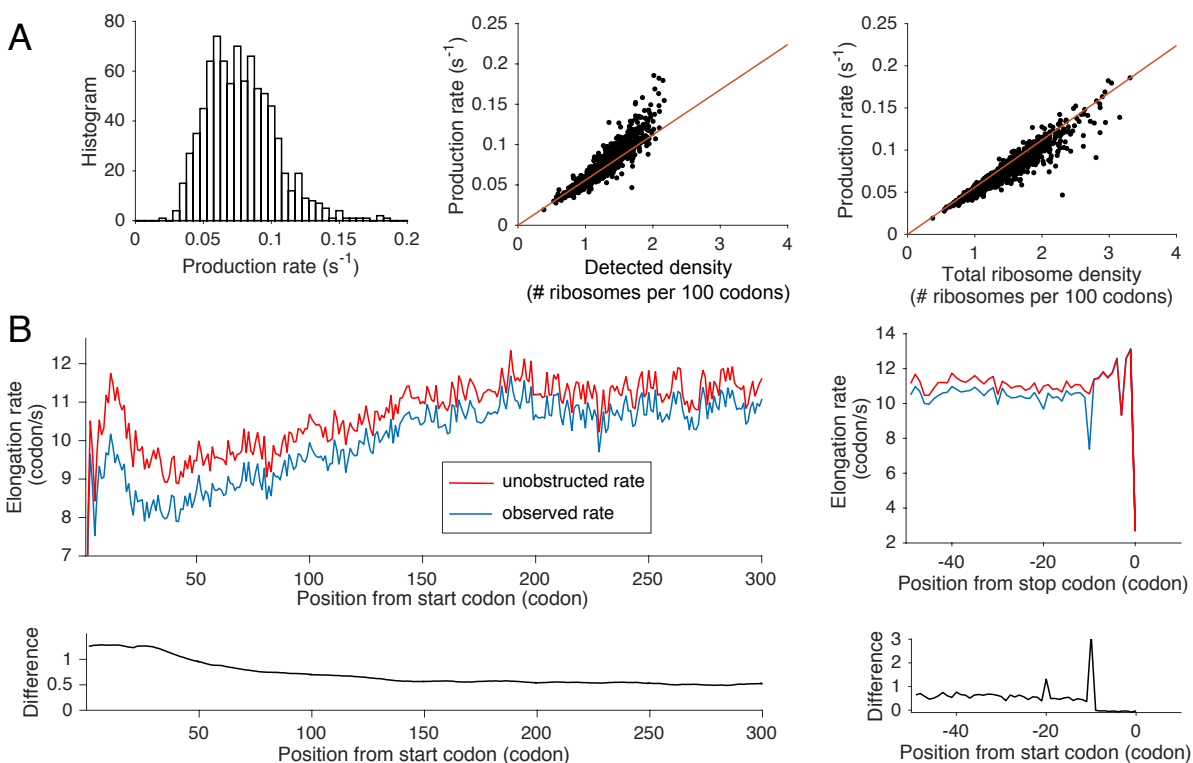 A
80
60
40
20
0
Histogram
0 0.05 0.1 0.15 0.2
Production rate (s⁻¹)
0.25
0.2
0.15
0.1
0.05
0
Production rate (s⁻¹)
0 1 2 3 4
Detected density
(# ribosomes per 100 codons)
0.25
0.2
0.15
0.1
0.05
0
Production rate (s⁻¹)
0 1 2 3 4
Total ribosome density
(# ribosomes per 100 codons)
B
12
11
10
9
8
7
Elongation rate
(codon/s)
unobstructed rate
observed rate
50 100 150 200 250 300
Position from start codon (codon)
14
12
10
8
6
4
2
Elongation rate
(codon/s)
-40 -20 0
Position from stop codon (codon)
1
0.5
0
Difference
50 100 150 200 250 300
Position from start codon (codon)
3
2
1
0
Difference
-40 -20 0
Position from start codon (codon)